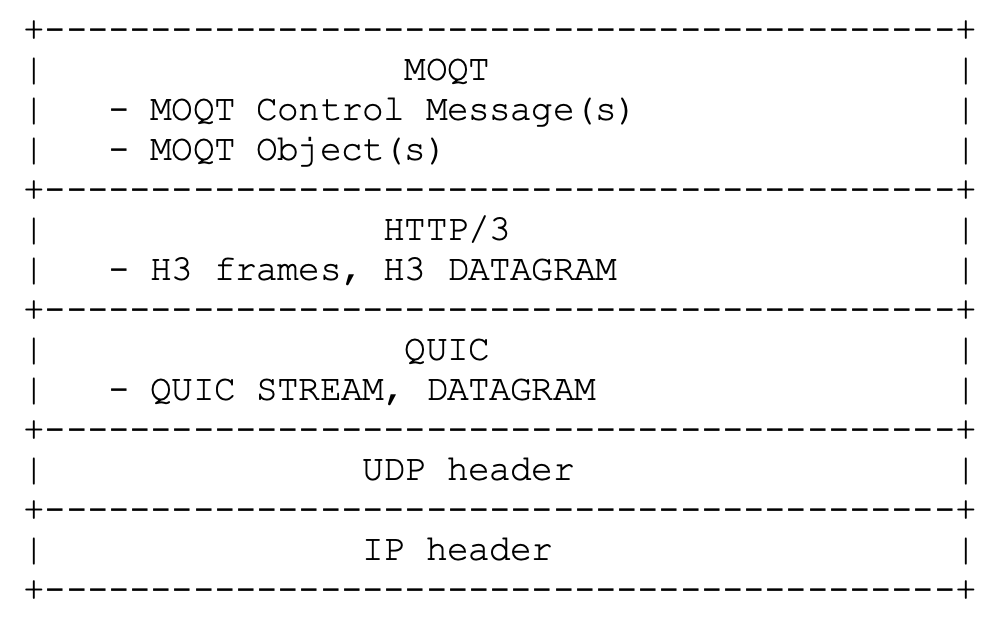 +-------------------------------------------+
|                 MOQT                      |
|   - MOQT Control Message(s)               |
|   - MOQT Object(s)                        |
+-------------------------------------------+
|                HTTP/3                     |
|   - H3 frames, H3 DATAGRAM                |
+-------------------------------------------+
|                 QUIC                      |
|   - QUIC STREAM, DATAGRAM                 |
+-------------------------------------------+
|               UDP header                  |
+-------------------------------------------+
|               IP header                   |
+-------------------------------------------+